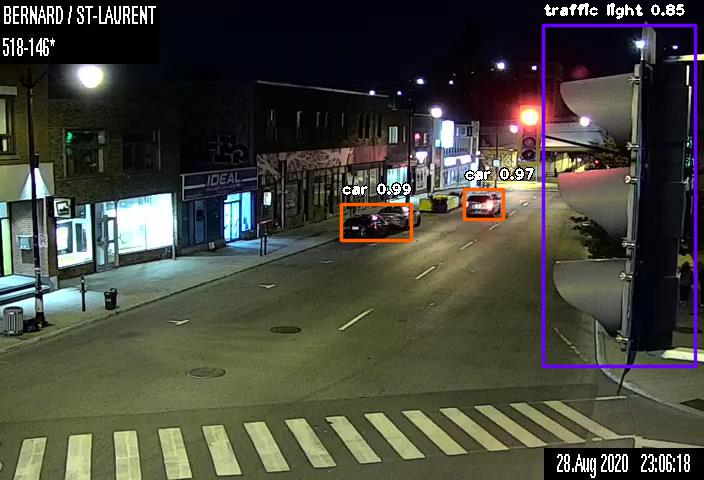 BERNARD / ST-LAURENT
518-146*
traffic light 0.85
car 0.99
car 0.97
IDEAL
28.Aug 2020 23:06:18